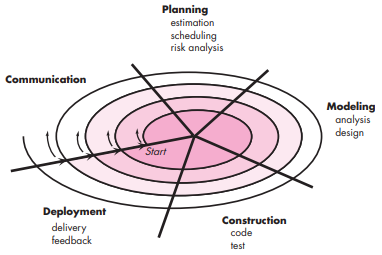 Planning
estimation
scheduling
risk analysis
Communication
Modeling
analysis
design
Start
Deployment
delivery
feedback
Construction
code
test